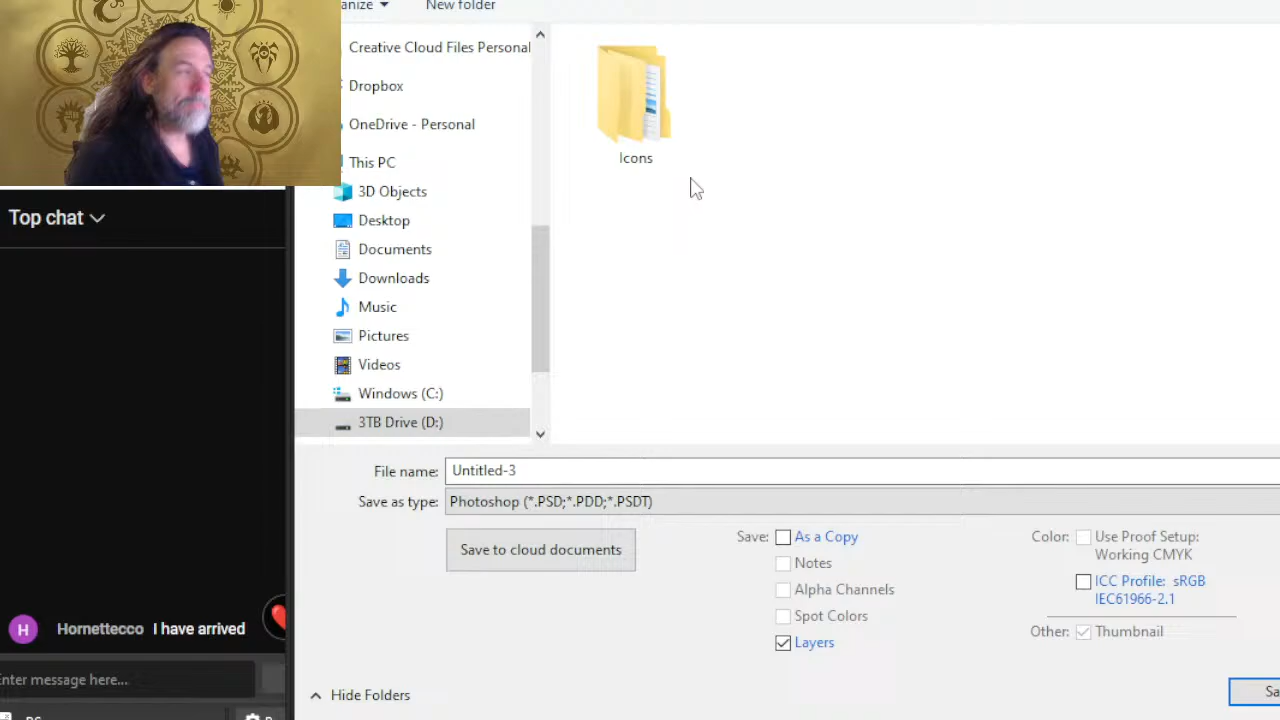 New folder
Creative Cloud Files Personal
Dropbox
OneDrive - Personal
This PC
3D Objects
Desktop
Documents
Downloads
Music
Pictures
Videos
Windows (C:)
3TB Drive (D:)
Icons
File name: Untitled-3
Save as type: Photoshop (*.PSD;*.PDD;*.PSDT)
Save to cloud documents
Save: As a Copy
Notes
Alpha Channels
Spot Colors
Layers
Color: Use Proof Setup:
Working CMYK
ICC Profile: sRGB
IEC61966-2.1
Other: Thumbnail
Hide Folders
Top chat
H Hornettecco I have arrived
Enter message here...